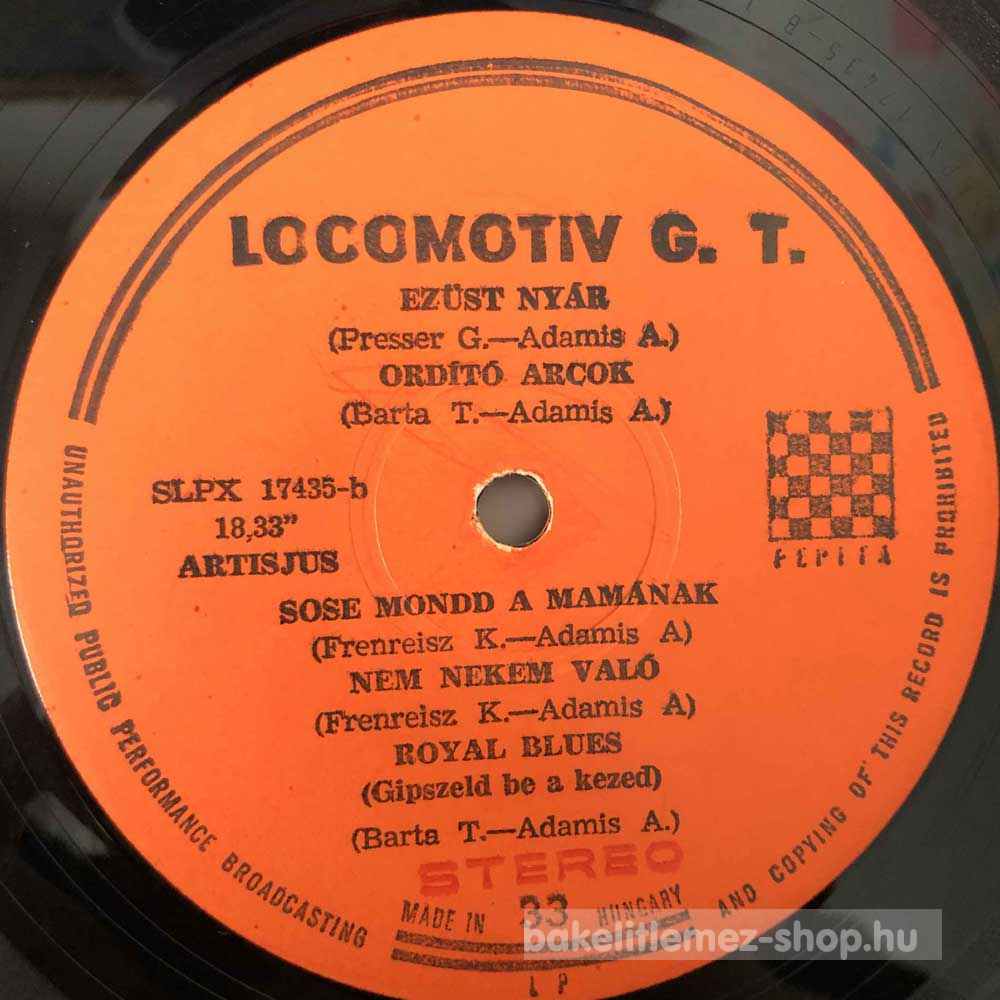 LOCOMOTIV G. T.
EZÜST NYÁR
(Presser G.—Adamis A.)
ORDÍTÓ ARCOK
(Barta T.—Adamis A.)
SLPX 17435-b
18,33”
ARTISJUS
PEPITA
SOSE MONDD A MAMÁNAK
(Frenreisz K.—Adamis A)
NEM NEKEM VALÓ
(Frenreisz K.—Adamis A)
ROYAL BLUES
(Gipszeld be a kezed)
(Barta T.—Adamis A.)
STEREO
MADE IN 33 HUNGARY
LP
UNAUTHORIZED PUBLIC PERFORMANCE BROADCASTING AND COPYING OF THIS RECORD IS PROHIBITED
bakelitlemez-shop.hu